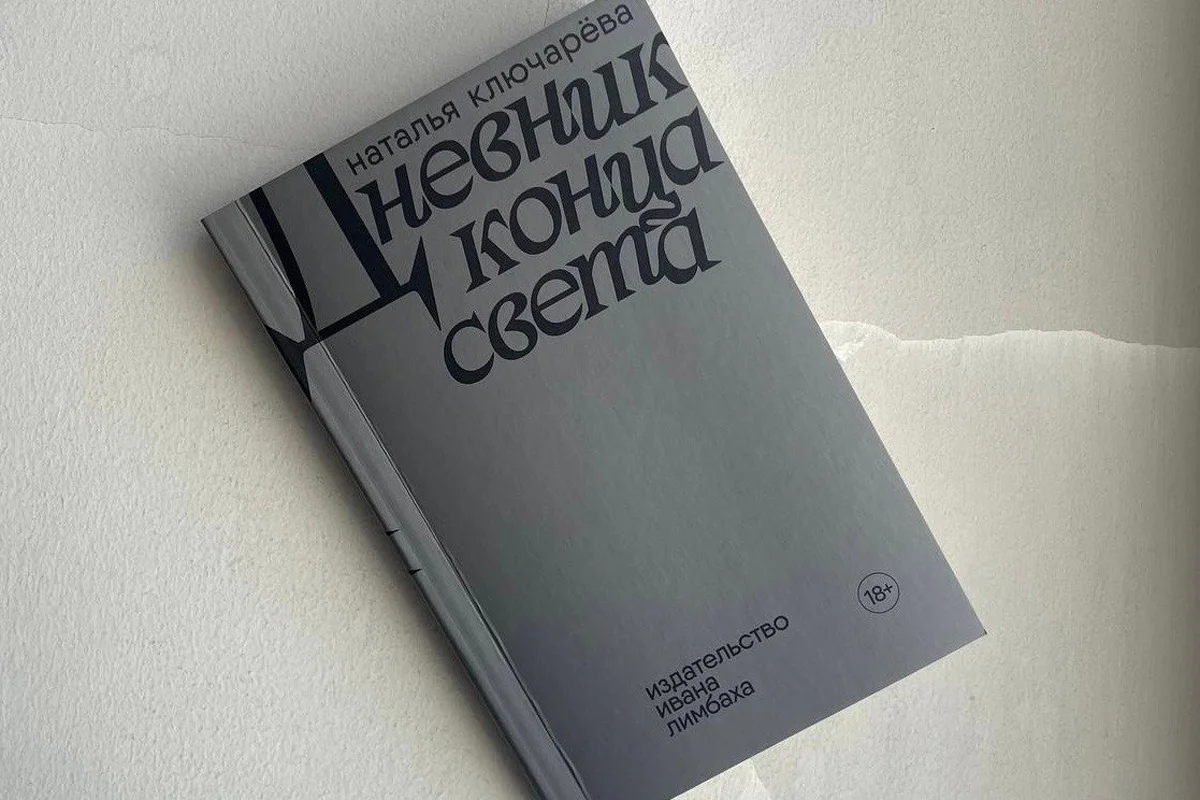 наталья ключарёва
Дневник
конца
света
18+
издательство
ивана
лимбаха